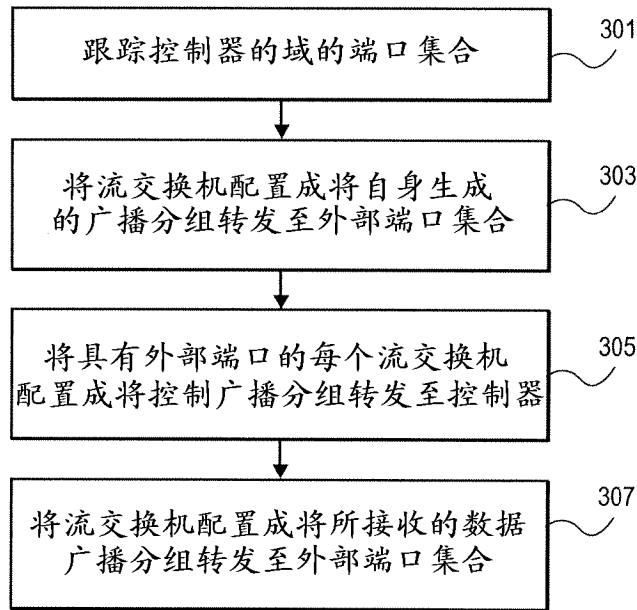 跟踪控制器的域的端口集合
301
将流交换机配置成将自身生成
的广播分组转发至外部端口集合
303
将具有外部端口的每个流交换机
配置成将控制广播分组转发至控制器
305
将流交换机配置成将所接收的数据
广播分组转发至外部端口集合
307